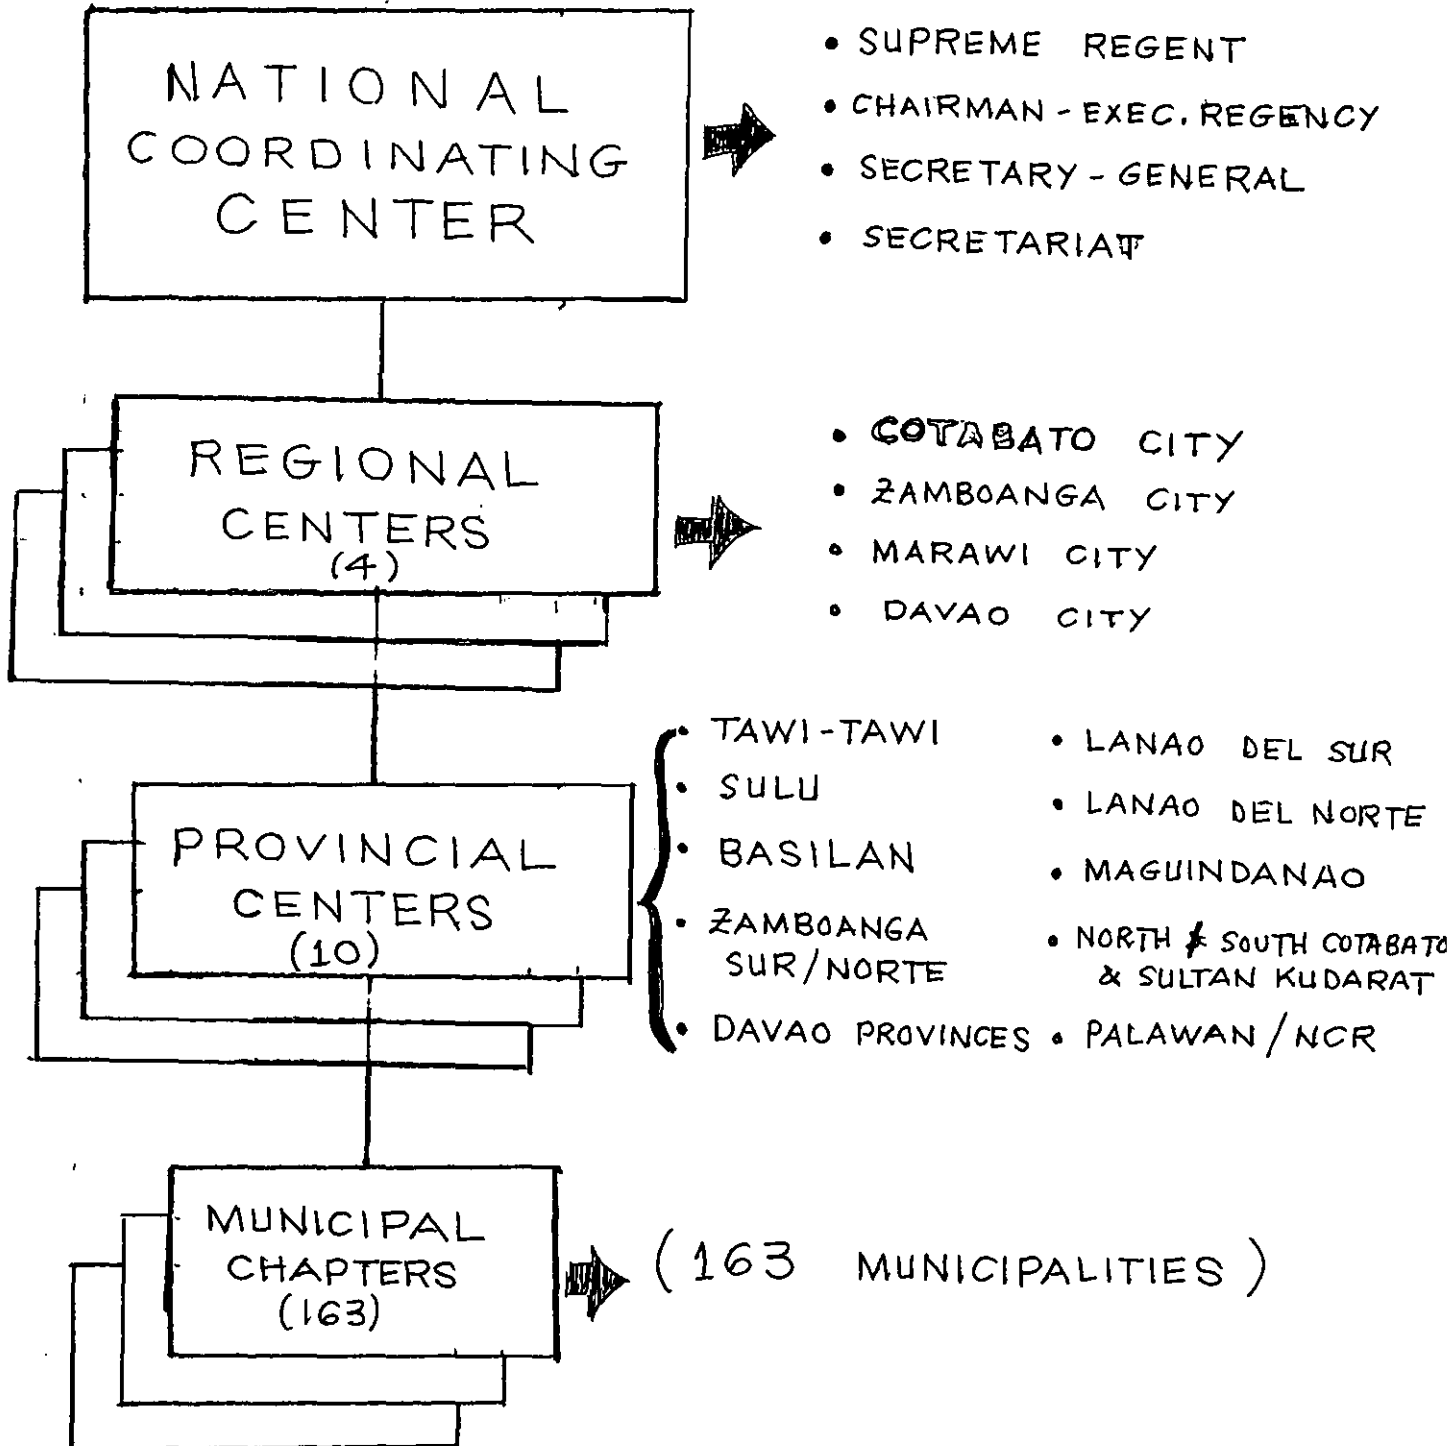 NATIONAL
COORDINATING
CENTER
• SUPREME REGENT
• CHAIRMAN - EXEC. REGENCY
• SECRETARY - GENERAL
• SECRETARIAT
REGIONAL
CENTERS
(4)
• COTABATO CITY
• ZAMBOANGA CITY
• MARAWI CITY
• DAVAO CITY
PROVINCIAL
CENTERS
(10)
• TAWI-TAWI
• SULU
• BASILAN
• ZAMBOANGA
SUR/NORTE
• DAVAO PROVINCES
• LANAO DEL SUR
• LANAO DEL NORTE
• MAGUINDANAO
• NORTH & SOUTH COTABATO
& SULTAN KUDARAT
• PALAWAN/NCR
MUNICIPAL
CHAPTERS
(163)
(163 MUNICIPALITIES)